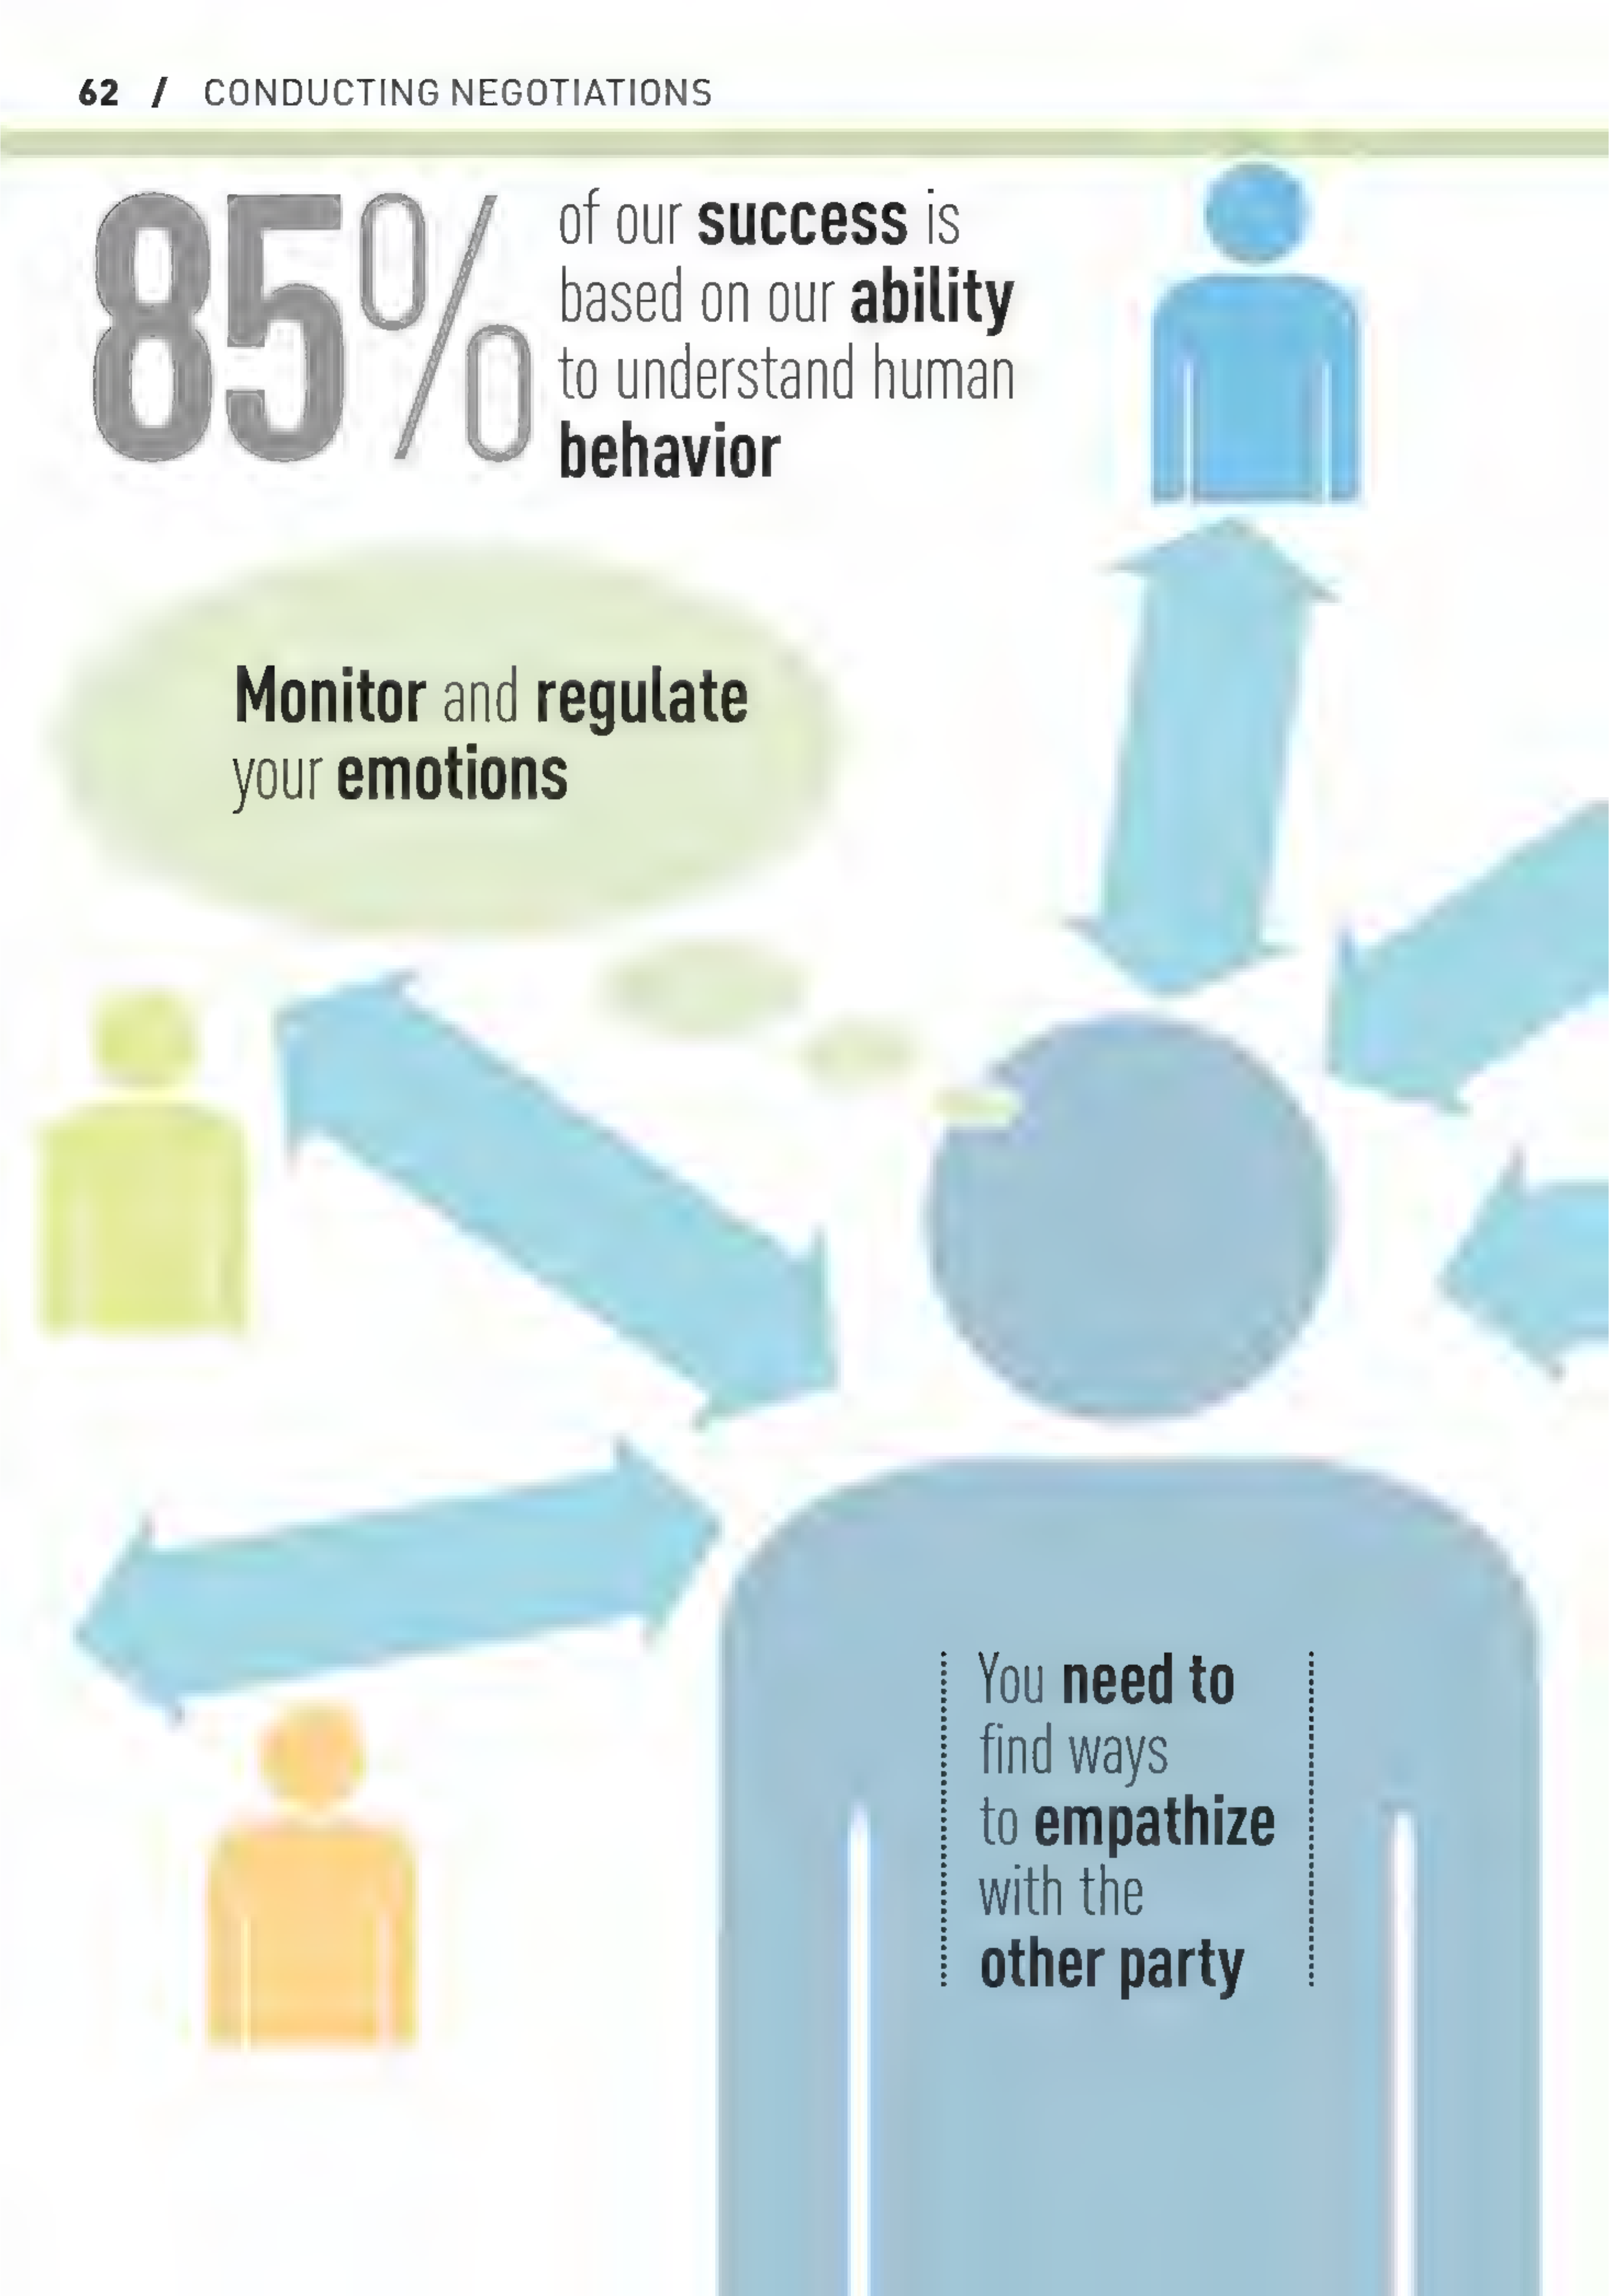 62 / CONDUCTING NEGOTIATIONS
85%
of our success is
based on our ability
to understand human
behavior
Monitor and regulate
your emotions
You need to
find ways
to empathize
with the
other party